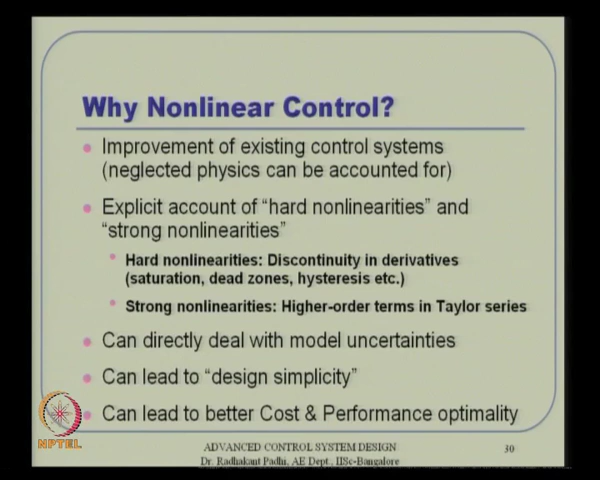 Why Nonlinear Control?
Improvement of existing control systems
(neglected physics can be accounted for)
Explicit account of “hard nonlinearities” and
“strong nonlinearities”
Hard nonlinearities: Discontinuity in derivatives
(saturation, dead zones, hysteresis etc.)
Strong nonlinearities: Higher-order terms in Taylor series
Can directly deal with model uncertainties
Can lead to “design simplicity”
Can lead to better Cost & Performance optimality
NPTEL
ADVANCED CONTROL SYSTEM DESIGN
Dr. Radhakant Padhi, AE Dept., IISc-Bangalore
30